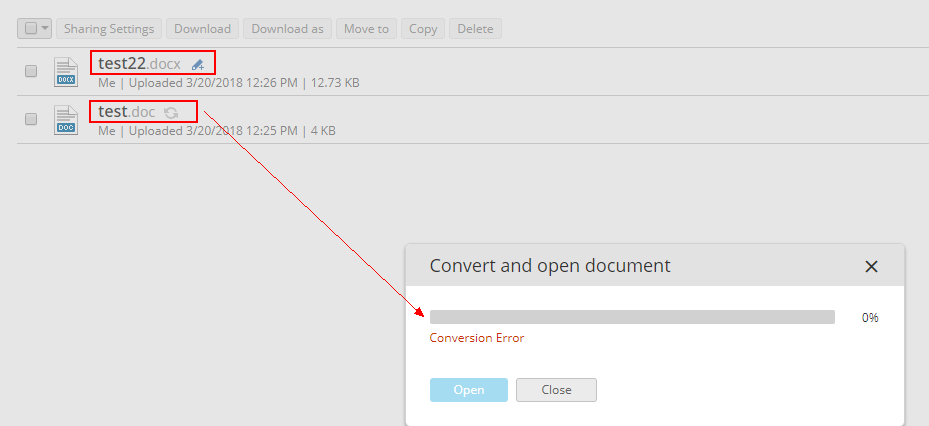 Sharing Settings Download Download as Move to Copy Delete
test22.docx
DOCX
Me | Uploaded 3/20/2018 12:26 PM | 12.73 KB
test.doc
DOC
Me | Uploaded 3/20/2018 12:25 PM | 4 KB
Convert and open document
0%
Conversion Error
Open Close